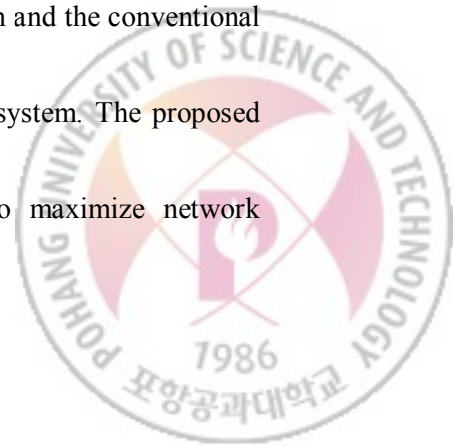 n and the conventional
system. The proposed
o maximize network
POHANG UNIVERSITY OF SCIENCE AND TECHNOLOGY
P
1986
포항공과대학교